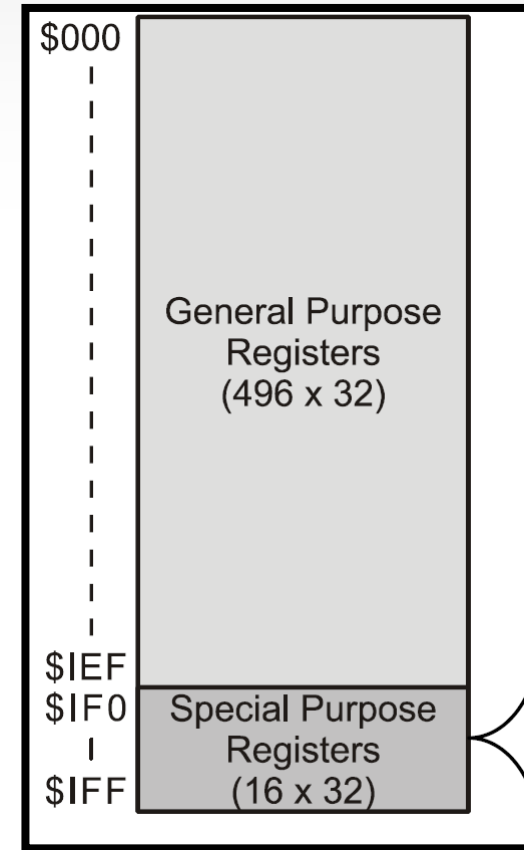 $000
General Purpose
Registers
(496 x 32)
$IEF
$IF0
Special Purpose
Registers
(16 x 32)
$IFF